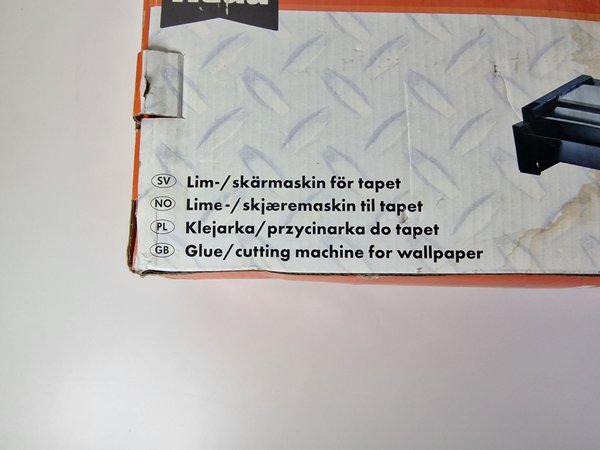 SV Lim-/skärmaskin för tapet
NO Lime-/skjæremaskin til tapet
PL Klejarka/przycinarka do tapet
GB Glue/cutting machine for wallpaper